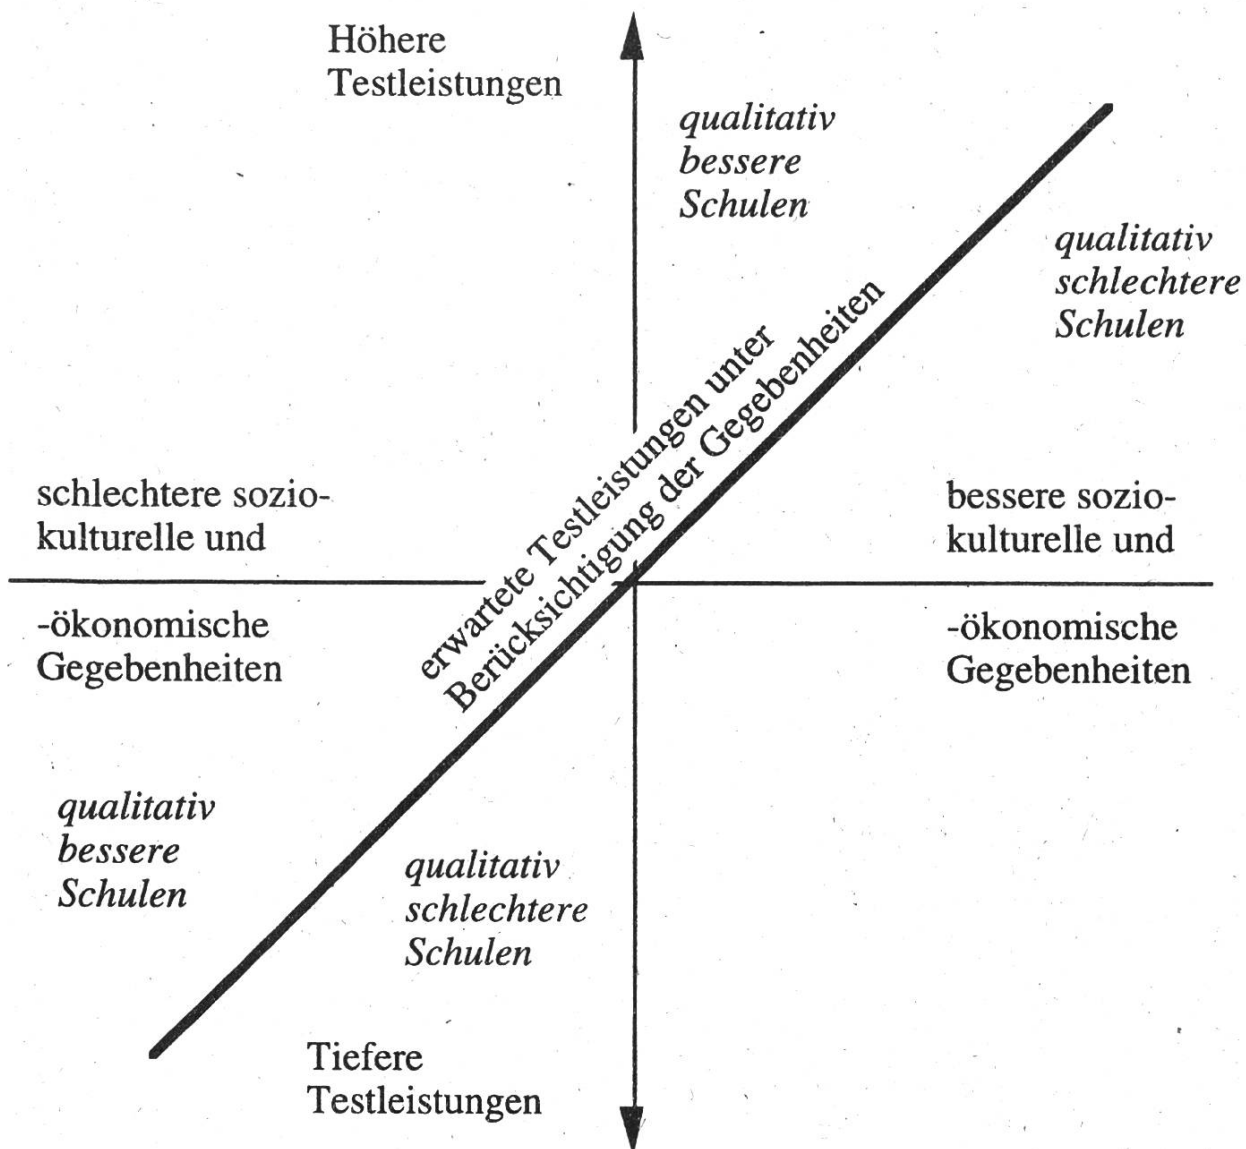 Höhere
Testleistungen
qualitativ
bessere
Schulen
qualitativ
schlechtere
Schulen
erwartete Testleistungen unter
Berücksichtigung der Gegebenheiten
schlechtere sozio-
kulturelle und
-ökonomische
Gegebenheiten
bessere sozio-
kulturelle und
-ökonomische
Gegebenheiten
qualitativ
bessere
Schulen
qualitativ
schlechtere
Schulen
Tiefere
Testleistungen